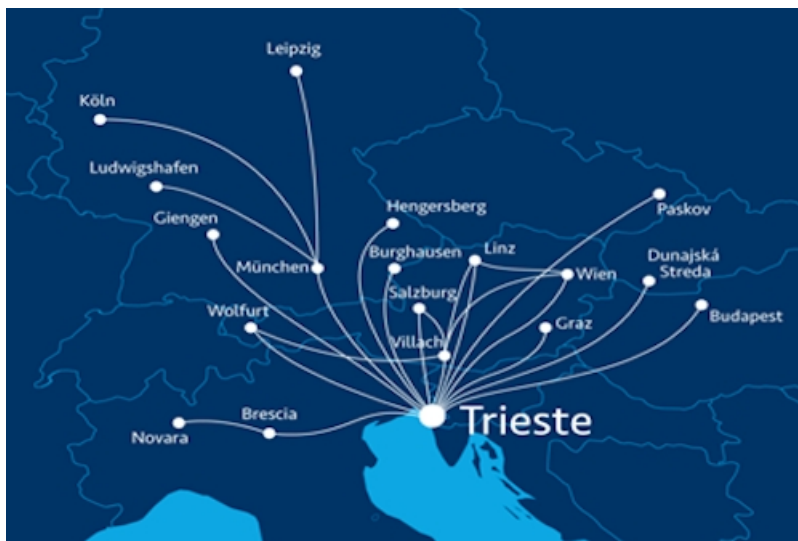 Leipzig
Köln
Ludwigshafen
Giengen
Hengersberg
Paskov
München
Burghausen
Linz
Wien
Dunajská
Streda
Salzburg
Wolfurt
Villach
Graz
Budapest
Novara
Brescia
Trieste